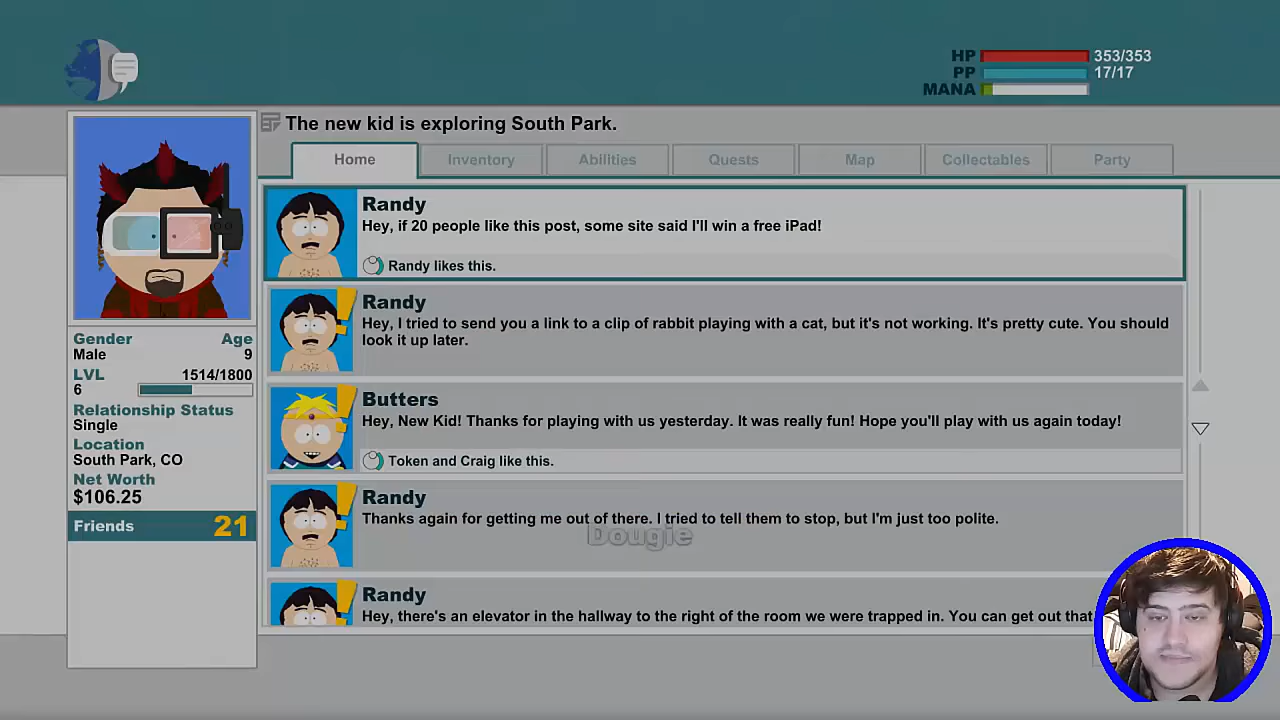 HP 353/353
PP 17/17
MANA
The new kid is exploring South Park.
Home Inventory Abilities Quests Map Collectables Party
Gender Age
Male 9
LVL 1514/1800
6
Relationship Status
Single
Location
South Park, CO
Net Worth
$106.25
Friends 21
Randy
Hey, if 20 people like this post, some site said I'll win a free iPad!
Randy likes this.
Randy
Hey, I tried to send you a link to a clip of rabbit playing with a cat, but it's not working. It's pretty cute. You should
look it up later.
Butters
Hey, New Kid! Thanks for playing with us yesterday. It was really fun! Hope you'll play with us again today!
Token and Craig like this.
Randy
Thanks again for getting me out of there. I tried to tell them to stop, but I'm just too polite.
Dougie
Randy
Hey, there's an elevator in the hallway to the right of the room we were trapped in. You can get out that